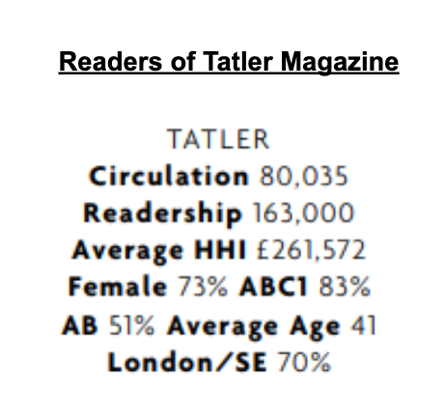 Readers of Tatler Magazine
TATLER
Circulation 80,035
Readership 163,000
Average HHI £261,572
Female 73% ABC1 83%
AB 51% Average Age 41
London/SE 70%